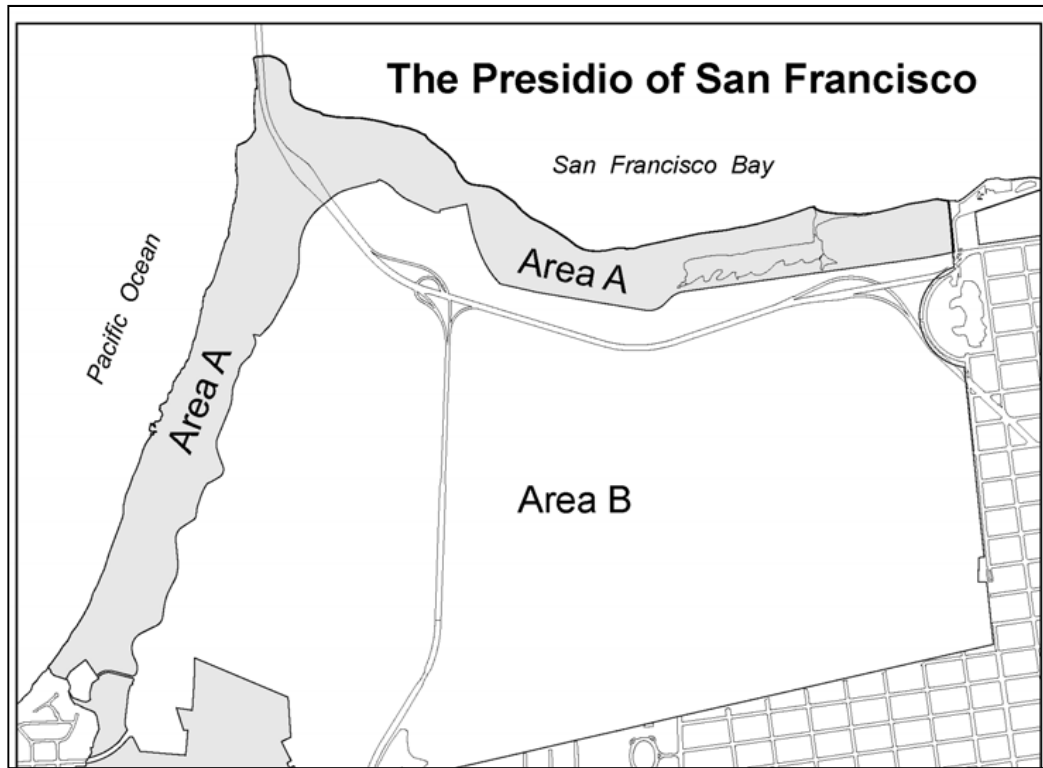 The Presidio of San Francisco
San Francisco Bay
Pacific Ocean
Area A
Area A
Area B